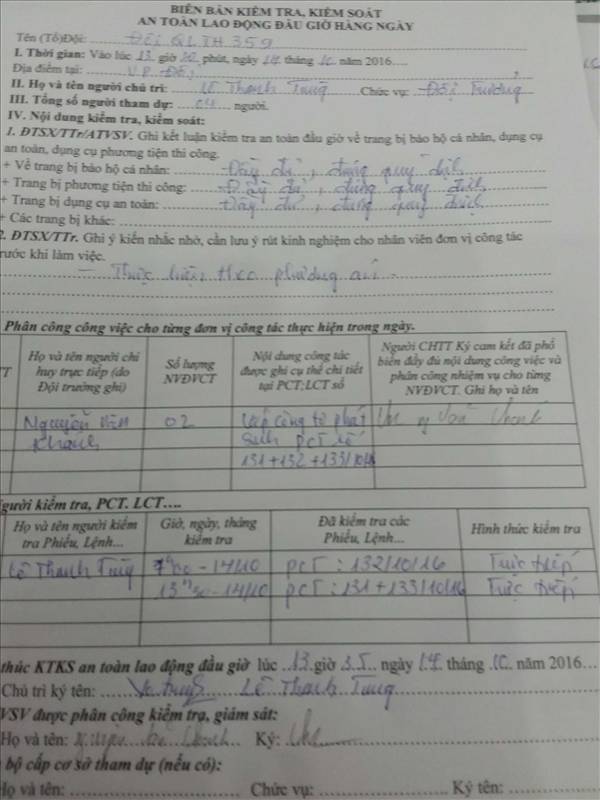 BIÊN BẢN KIỂM TRA, KIỂM SOÁT
AN TOÀN LAO ĐỘNG ĐẦU GIỜ HÀNG NGÀY
Tên (Tổ)Đội: Đội QLTH 359
I. Thời gian: Vào lúc 13 giờ 20 phút, ngày 14 tháng 10 năm 2016....
Địa điểm tại: V.P Đội
II. Họ và tên người chủ trì: Lê Thanh Tùng Chức vụ: Đội Trưởng
III. Tổng số người tham dự: 04 người.
IV. Nội dung kiểm tra, kiểm soát:
1. ĐTSX/TTr/ATVSV. Ghi kết luận kiểm tra an toàn đầu giờ về trang bị bảo hộ cá nhân, dụng cụ
an toàn, dụng cụ phương tiện thi công.
+ Về trang bị bảo hộ cá nhân: Đầy đủ, đúng quy định
+ Trang bị phương tiện thi công: Đầy đủ, đúng quy định
+ Trang bị dụng cụ an toàn: Đầy đủ, đúng quy định
+ Các trang bị khác:
2. ĐTSX/TTr. Ghi ý kiến nhắc nhở, cần lưu ý rút kinh nghiệm cho nhân viên đơn vị công tác
trước khi làm việc.
- Thực hiện theo phương án -
Phân công công việc cho từng đơn vị công tác thực hiện trong ngày.
TT Họ và tên người chỉ huy trực tiếp (do Đội trưởng ghi) Số lượng NVĐVCT Nội dung công tác được ghi cụ thể chi tiết tại PCT;LCT số Người CHTT Ký cam kết đã phổ biến đầy đủ nội dung công việc và phân công nhiệm vụ cho từng NVĐVCT. Ghi họ và tên
Nguyễn Văn Khanh 02 Lắp công tơ phát sinh PCT số 131+132+133/10/16
Người kiểm tra, PCT. LCT….
Họ và tên người kiểm tra Phiếu, Lệnh... Giờ, ngày, tháng kiểm tra Đã kiểm tra các Phiếu, Lệnh... Hình thức kiểm tra
Lê Thanh Tùng 7h20 - 14/10 PCT: 132/10/16 Trực tiếp
13h30 - 14/10 PCT: 131+133/10/16 Trực tiếp
thúc KTKS an toàn lao động đầu giờ lúc 13 giờ 35 ngày 14 tháng 10 năm 2016...
Chủ trì ký tên: Lê Thanh Tùng
VSV được phân công kiểm tra, giám sát:
Họ và tên: Ký:
bộ cấp cơ sở tham dự (nếu có):
Họ và tên: Chức vụ: Ký tên: